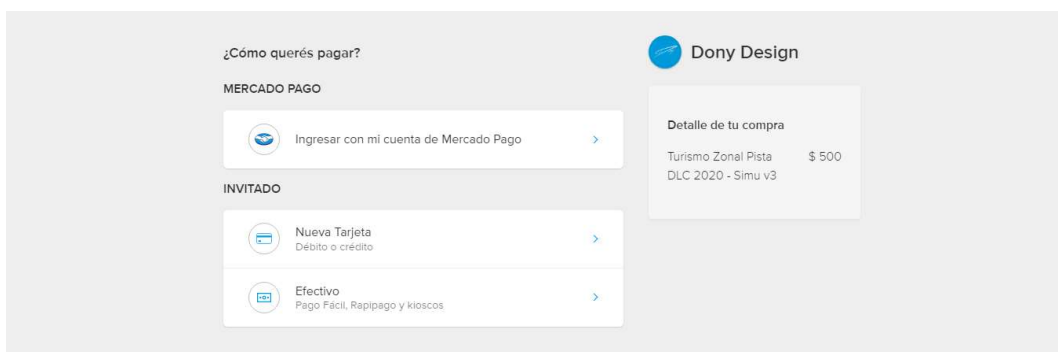 ¿Cómo querés pagar?
MERCADO PAGO
Ingresar con mi cuenta de Mercado Pago
INVITADO
Nueva Tarjeta
Débito o crédito
Efectivo
Pago Fácil, Rapipago y kioscos
Dony Design
Detalle de tu compra
Turismo Zonal Pista $ 500
DLC 2020 - Simu v3